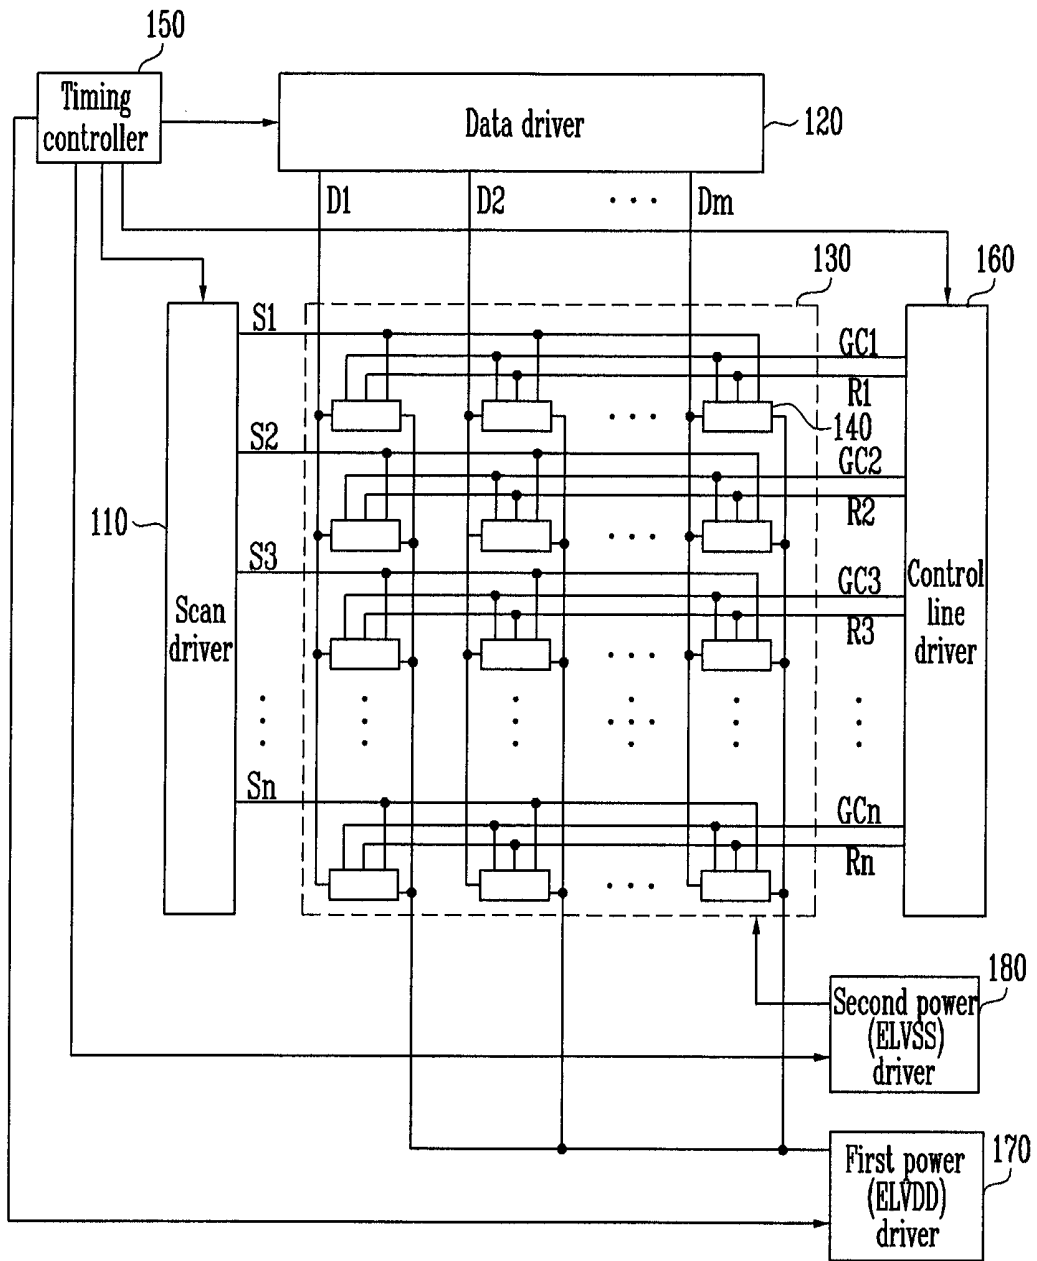 150
Timing
controller
Data driver
120
D1
D2
. . .
Dm
130
160
S1
GC1
R1
. . .
140
S2
GC2
R2
110
. . .
S3
GC3
R3
Scan
driver
Control
line
driver
. . .
Sn
GCn
Rn
. . .
180
Second power
(ELVSS)
driver
170
First power
(ELVDD)
driver